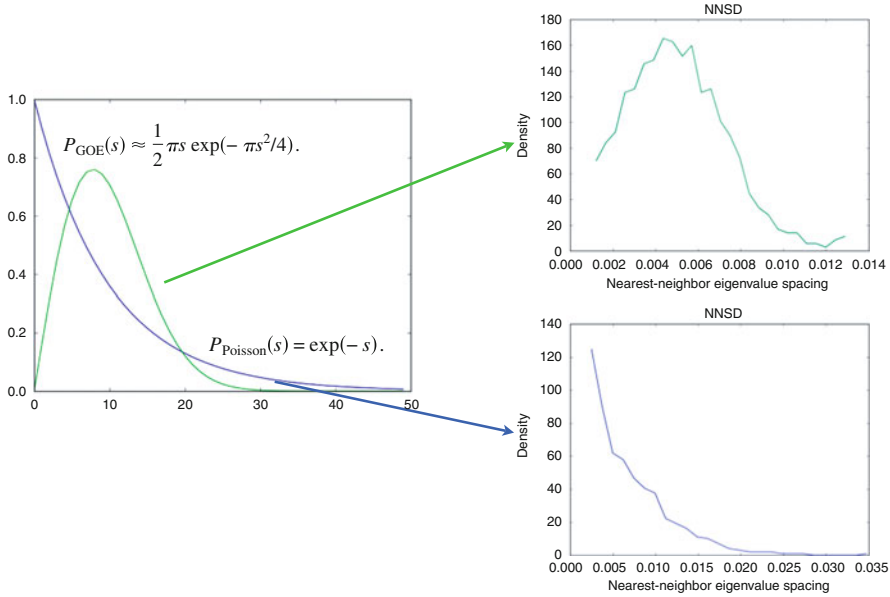 1.0
0.8
0.6
0.4
0.2
0.0
0 10 20 30 40 50
P_GOE(s) ≈ 1/2 πs exp(− πs²/4).
P_Poisson(s) = exp(− s).
NNSD
Density
180
160
140
120
100
80
60
40
20
0
0.000 0.002 0.004 0.006 0.008 0.010 0.012 0.014
Nearest-neighbor eigenvalue spacing
NNSD
Density
140
120
100
80
60
40
20
0
0.000 0.005 0.010 0.015 0.020 0.025 0.030 0.035
Nearest-neighbor eigenvalue spacing